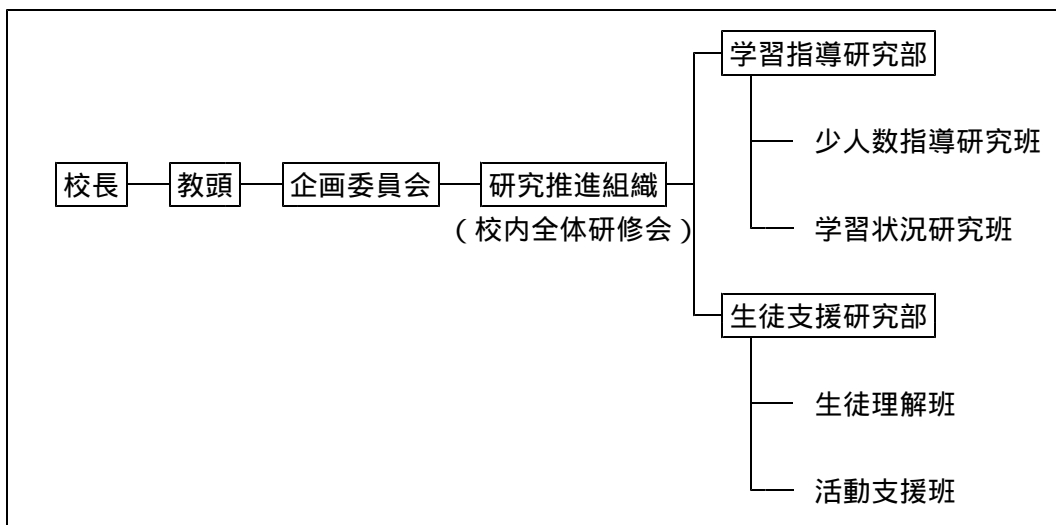 学習指導研究部
少人数指導研究班
校長 教頭 企画委員会 研究推進組織
(校内全体研修会)
学習状況研究班
生徒支援研究部
生徒理解班
活動支援班